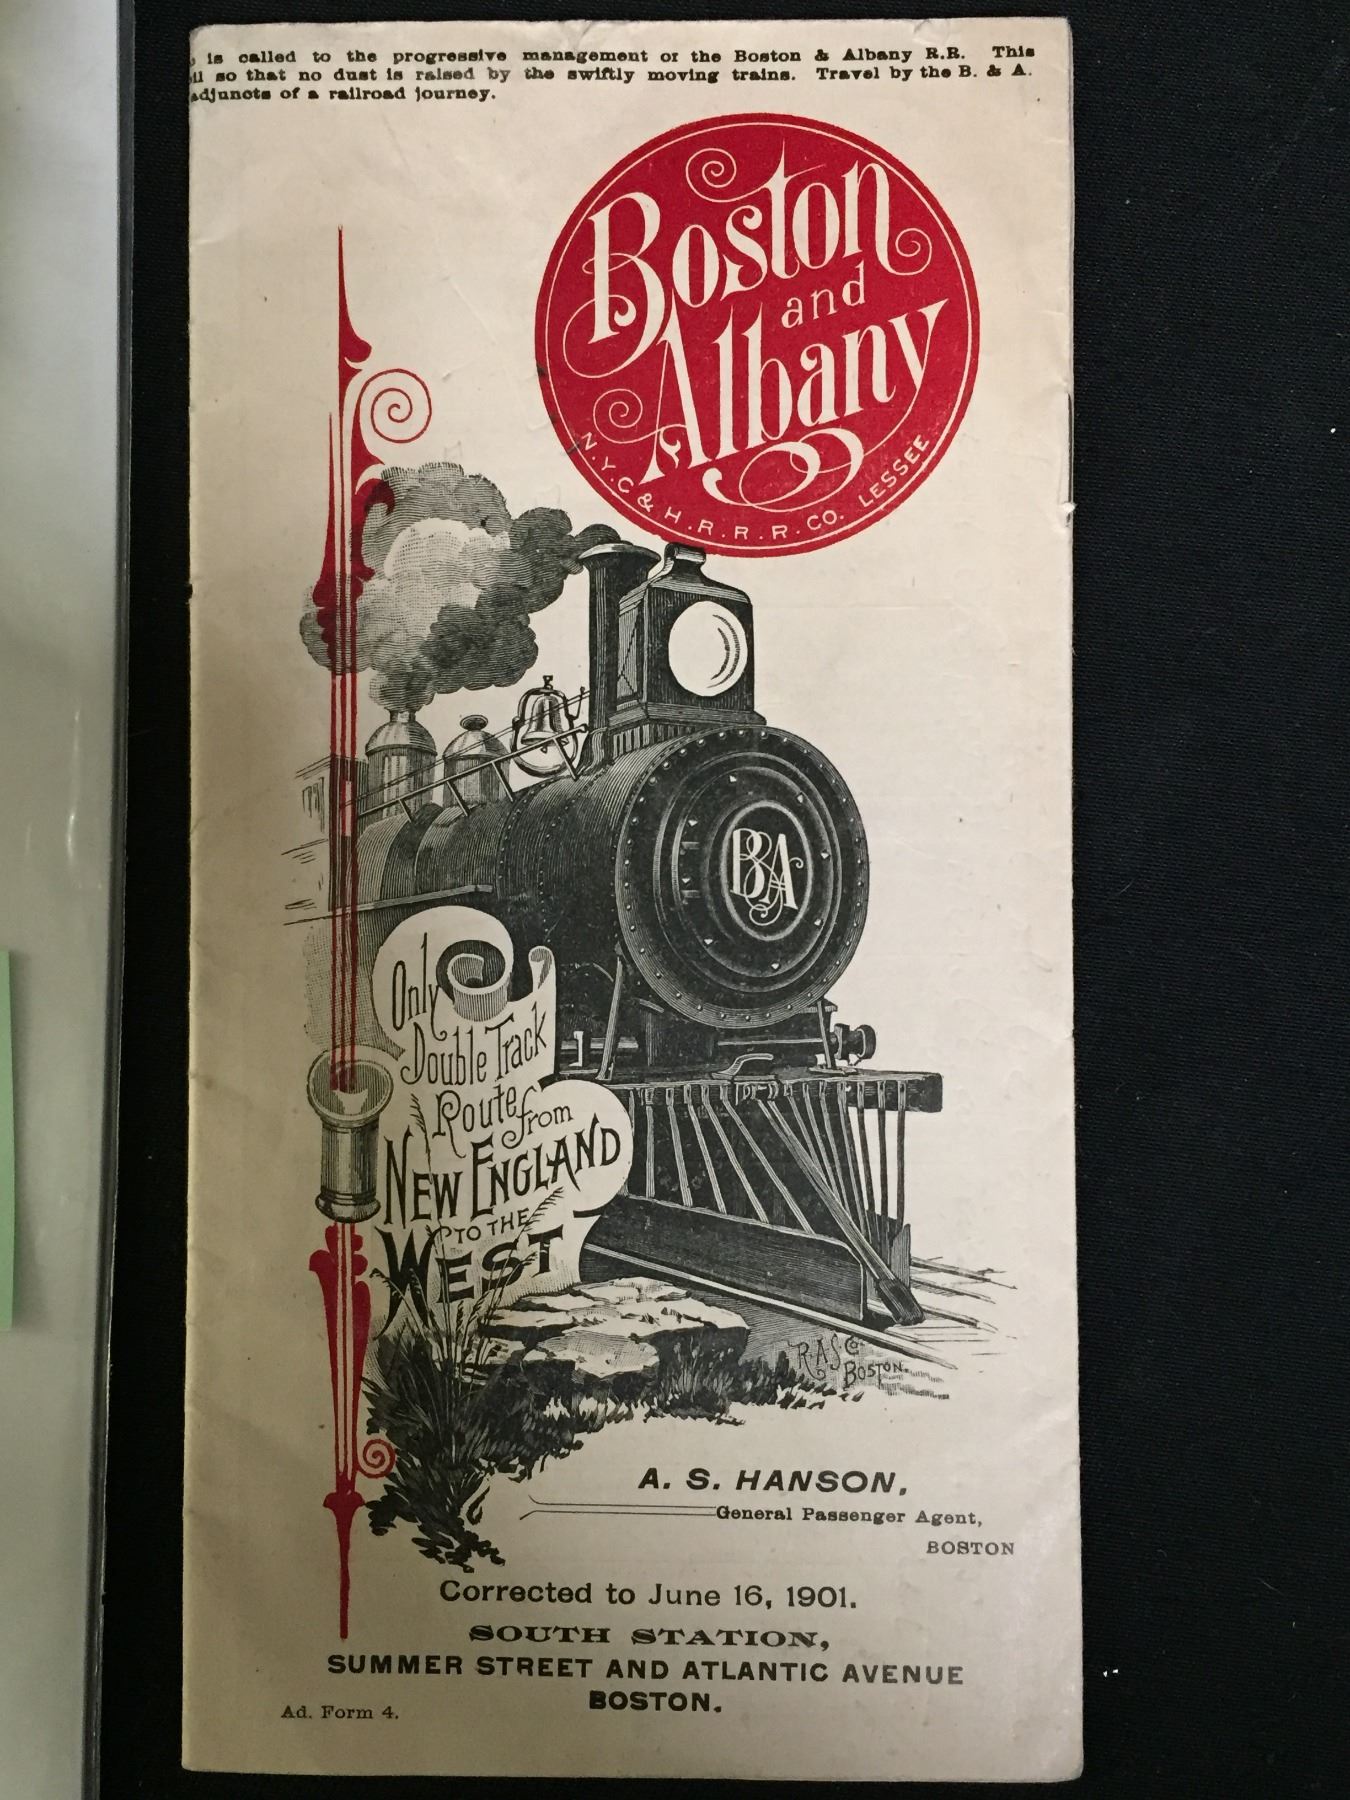 is called to the progressive management of the Boston & Albany R.R. This
so that no dust is raised by the swiftly moving trains. Travel by the B. & A.
adjuncts of a railroad journey.
Boston
and
Albany
N.Y.C & H.R.R.R.CO. LESSEE
BA
Only
Double Track
Route from
NEW ENGLAND
TO THE
WEST
R.A.S.Co.
BOSTON.
A. S. HANSON,
General Passenger Agent,
BOSTON
Corrected to June 16, 1901.
SOUTH STATION,
SUMMER STREET AND ATLANTIC AVENUE
BOSTON.
Ad. Form 4.